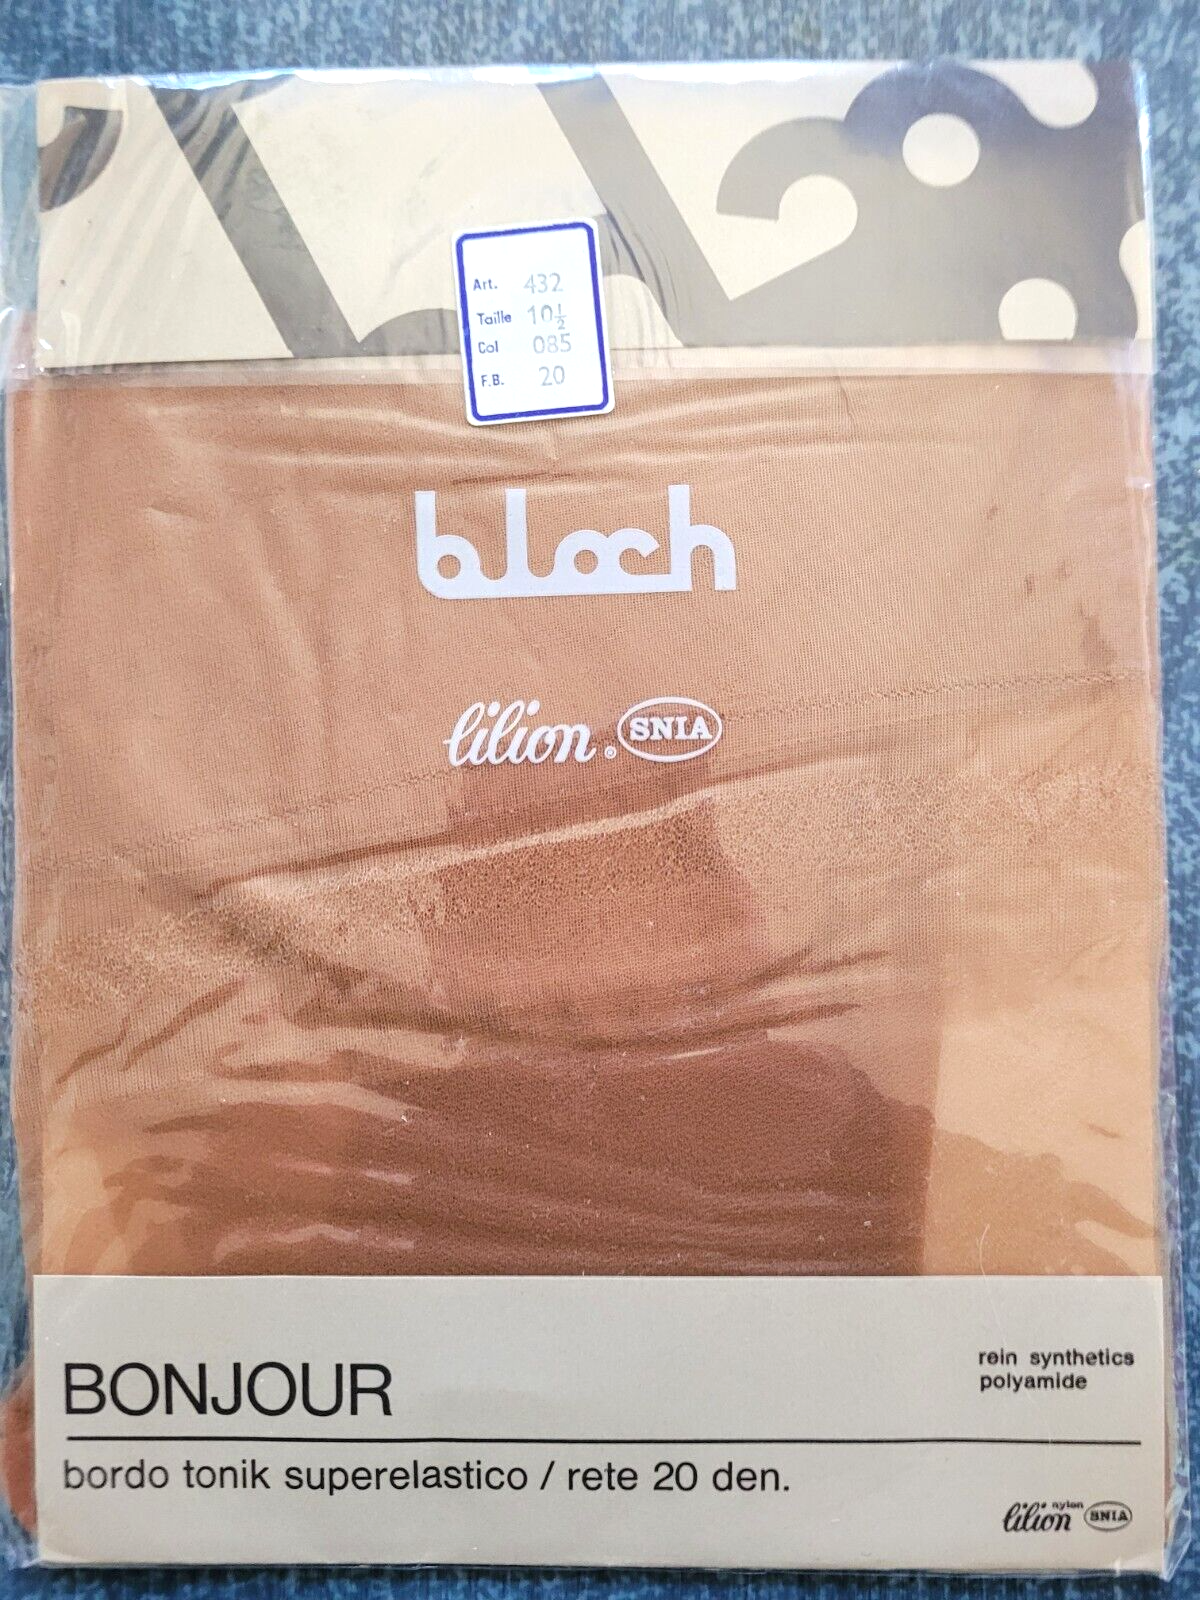 Art. 432
Taille 10½
Col 085
F.B. 20
bloch
lilion ® SNIA
BONJOUR
rein synthetics
polyamide
bordo tonik superelastico / rete 20 den.
lilion nylon SNIA